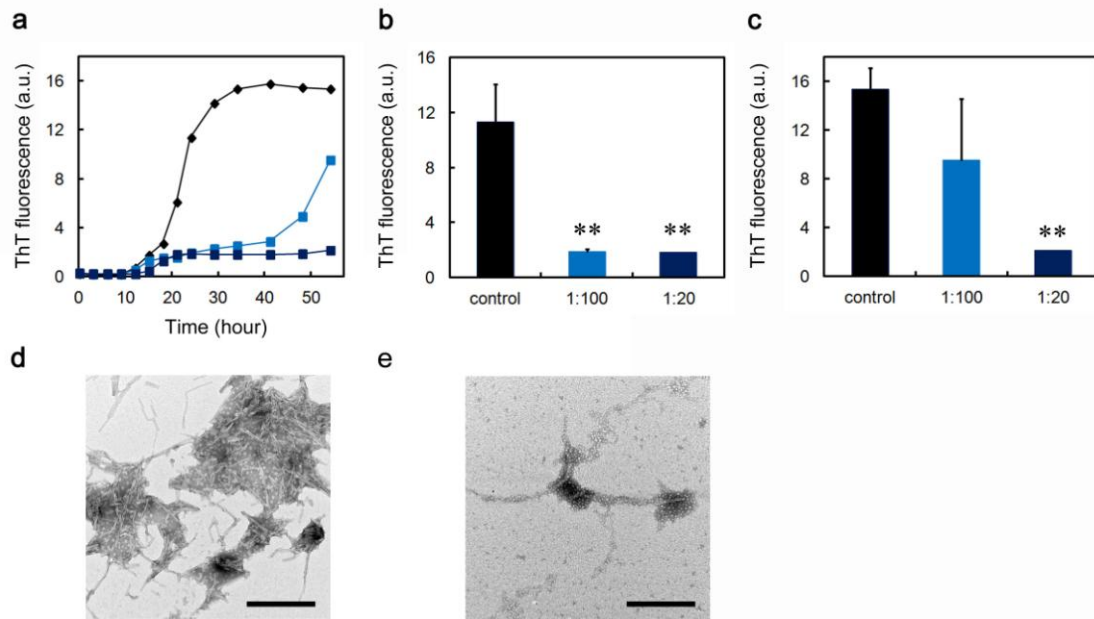 a
ThT fluorescence (a.u.)
16
12
8
4
0
0 10 20 30 40 50
Time (hour)
b
ThT fluorescence (a.u.)
16
12
8
4
0
**
**
control 1:100 1:20
c
ThT fluorescence (a.u.)
16
12
8
4
0
**
control 1:100 1:20
d
e